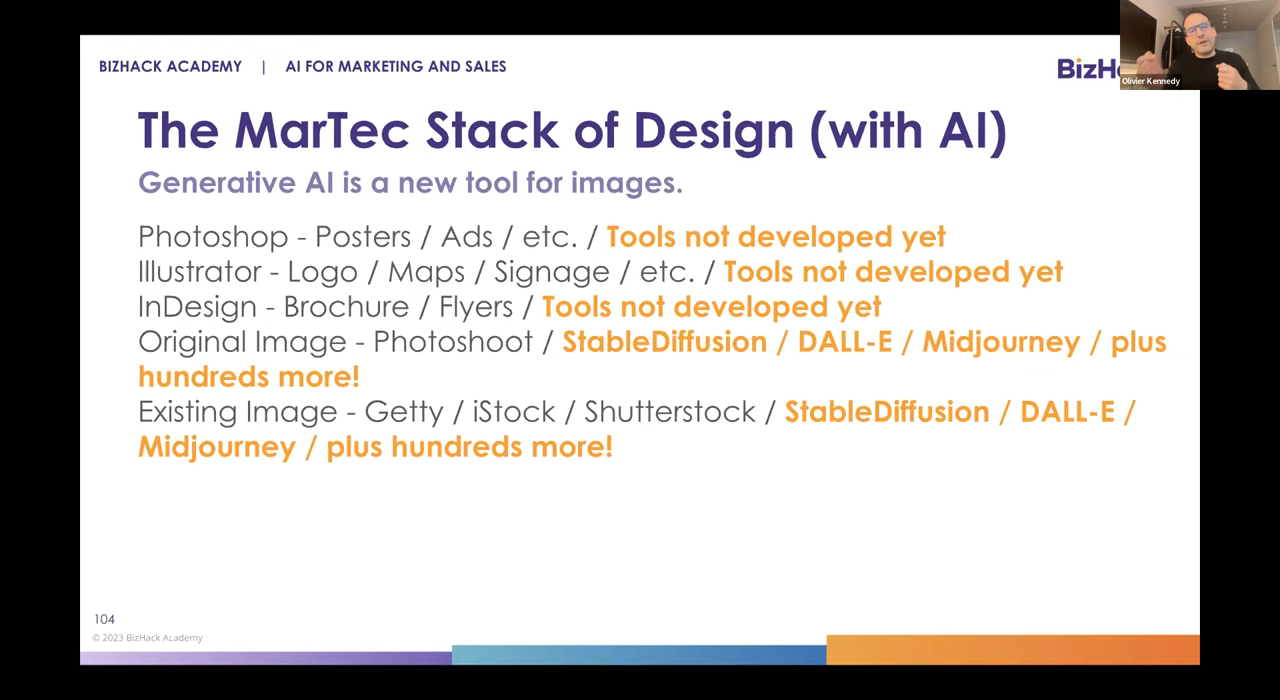 BIZHACK ACADEMY | AI FOR MARKETING AND SALES
Olivier Kennedy
The MarTec Stack of Design (with AI)
Generative AI is a new tool for images.
Photoshop - Posters / Ads / etc. / Tools not developed yet
Illustrator - Logo / Maps / Signage / etc. / Tools not developed yet
InDesign - Brochure / Flyers / Tools not developed yet
Original Image - Photoshoot / StableDiffusion / DALL-E / Midjourney / plus
hundreds more!
Existing Image - Getty / iStock / Shutterstock / StableDiffusion / DALL-E /
Midjourney / plus hundreds more!
104
© 2023 BizHack Academy